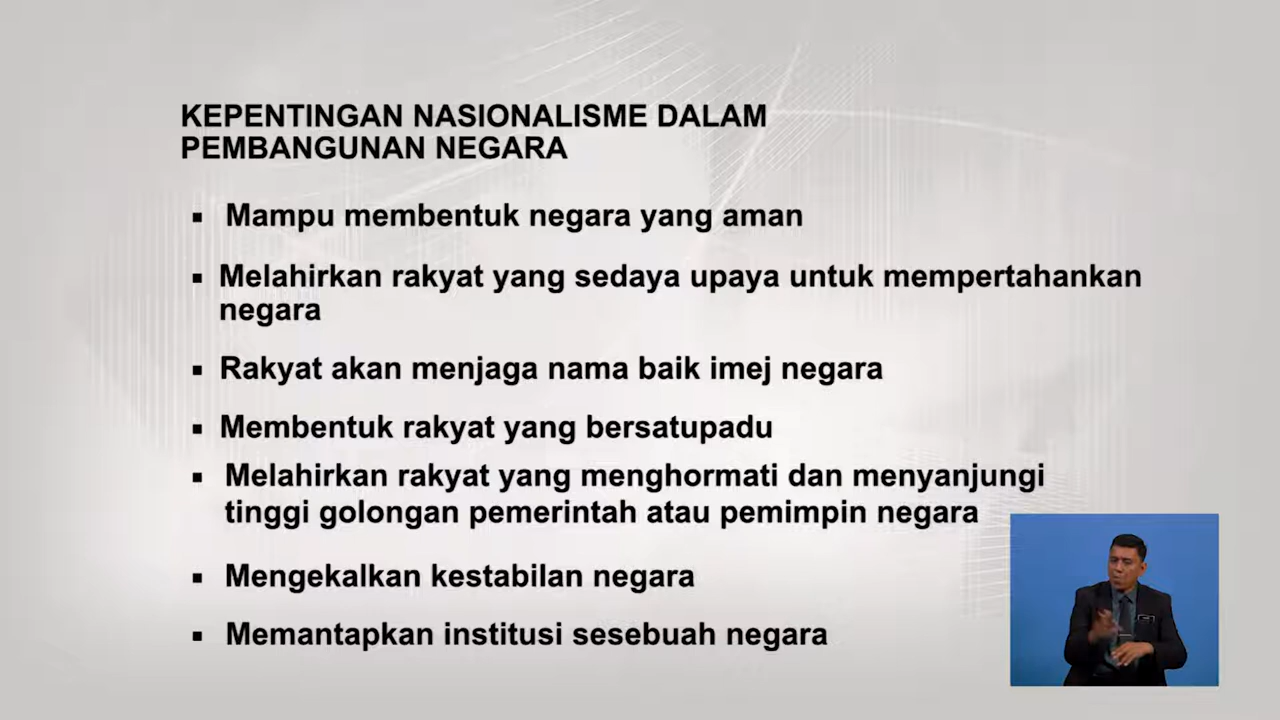 KEPENTINGAN NASIONALISME DALAM
PEMBANGUNAN NEGARA
▪ Mampu membentuk negara yang aman
▪ Melahirkan rakyat yang sedaya upaya untuk mempertahankan
negara
▪ Rakyat akan menjaga nama baik imej negara
▪ Membentuk rakyat yang bersatupadu
▪ Melahirkan rakyat yang menghormati dan menyanjungi
tinggi golongan pemerintah atau pemimpin negara
▪ Mengekalkan kestabilan negara
▪ Memantapkan institusi sesebuah negara